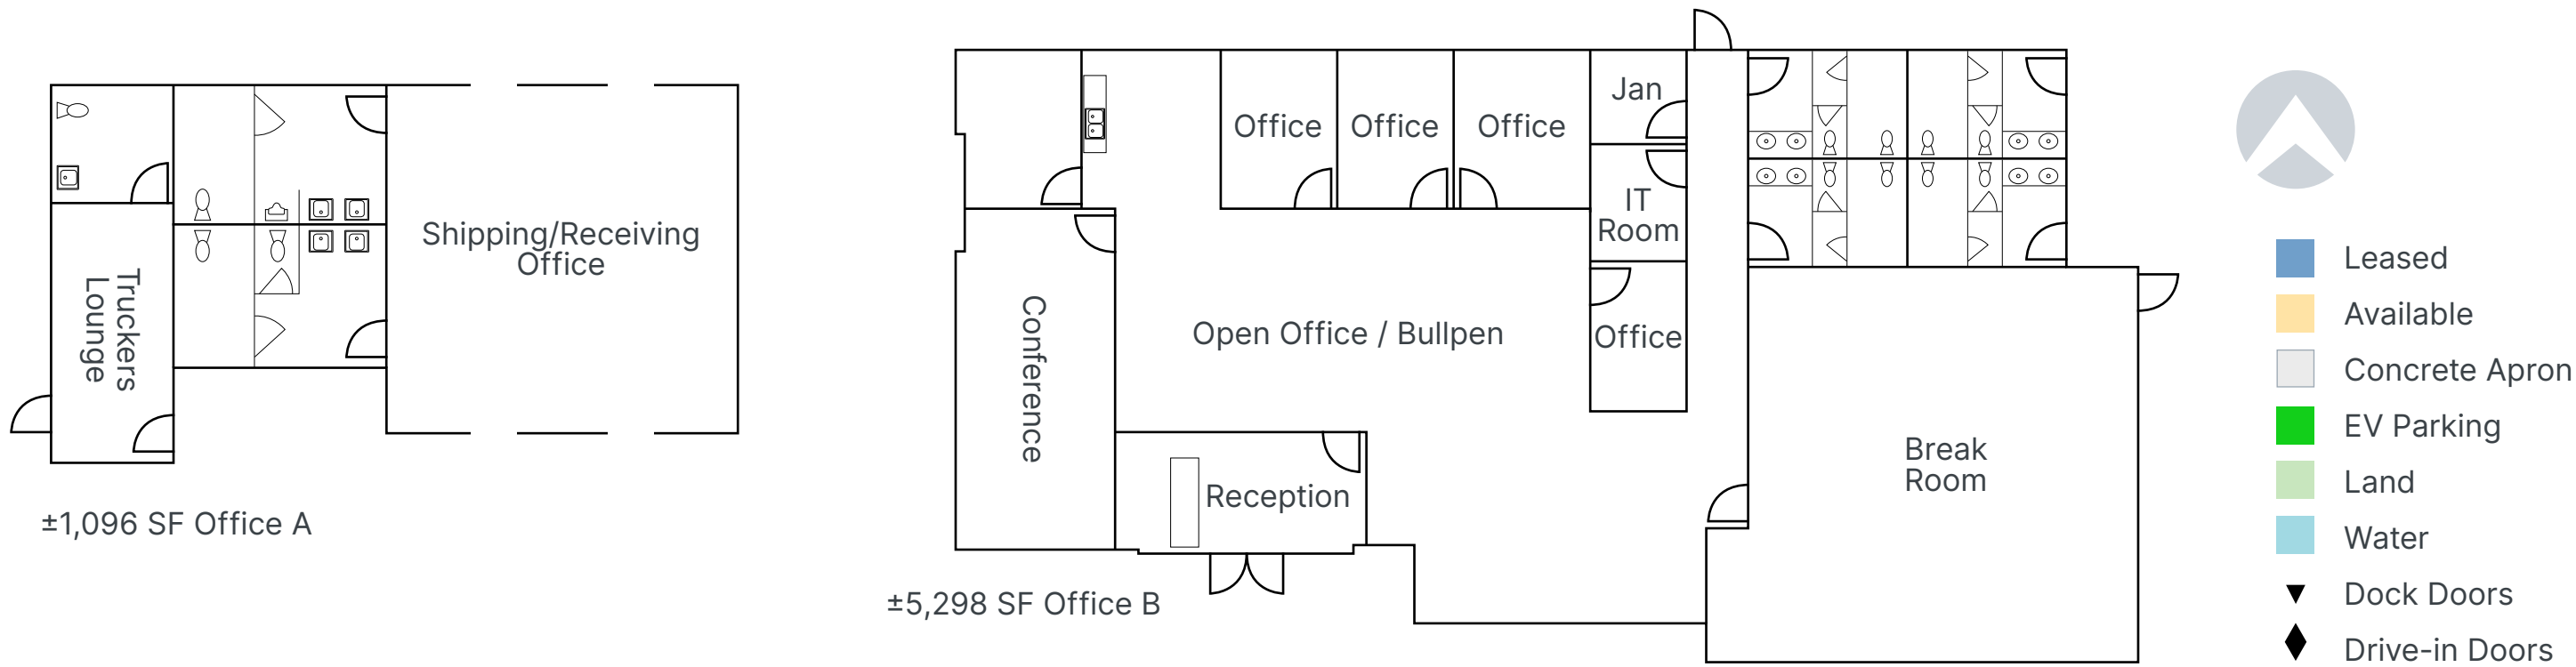 Truckers
Lounge
Shipping/Receiving
Office
±1,096 SF Office A
Office
Office
Office
Jan
IT
Room
Office
Conference
Open Office / Bullpen
Reception
Break
Room
±5,298 SF Office B
Leased
Available
Concrete Apron
EV Parking
Land
Water
Dock Doors
Drive-in Doors